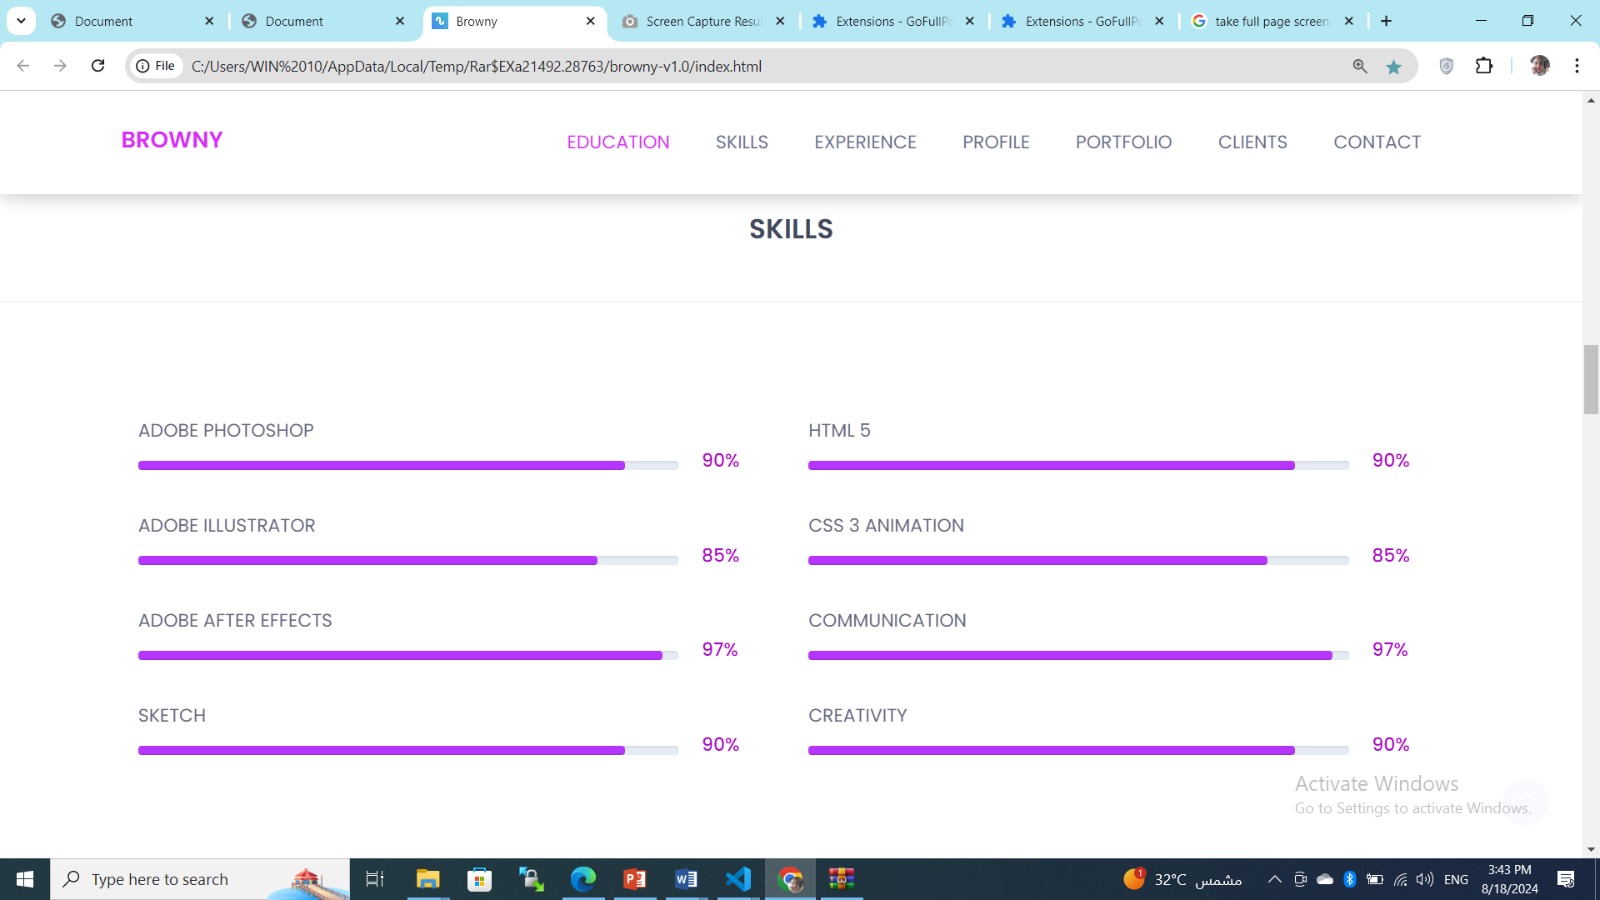 Document
Document
Browny
Screen Capture Resu
Extensions - GoFullPa
Extensions - GoFullPa
take full page screen
File
C:/Users/WIN%2010/AppData/Local/Temp/Rar$EXa21492.28763/browny-v1.0/index.html
BROWNY
EDUCATION SKILLS EXPERIENCE PROFILE PORTFOLIO CLIENTS CONTACT
SKILLS
ADOBE PHOTOSHOP
90%
HTML 5
90%
ADOBE ILLUSTRATOR
85%
CSS 3 ANIMATION
85%
ADOBE AFTER EFFECTS
97%
COMMUNICATION
97%
SKETCH
90%
CREATIVITY
90%
Activate Windows
Go to Settings to activate Windows.
Type here to search
1
32°C مشمس
ENG
3:43 PM
8/18/2024